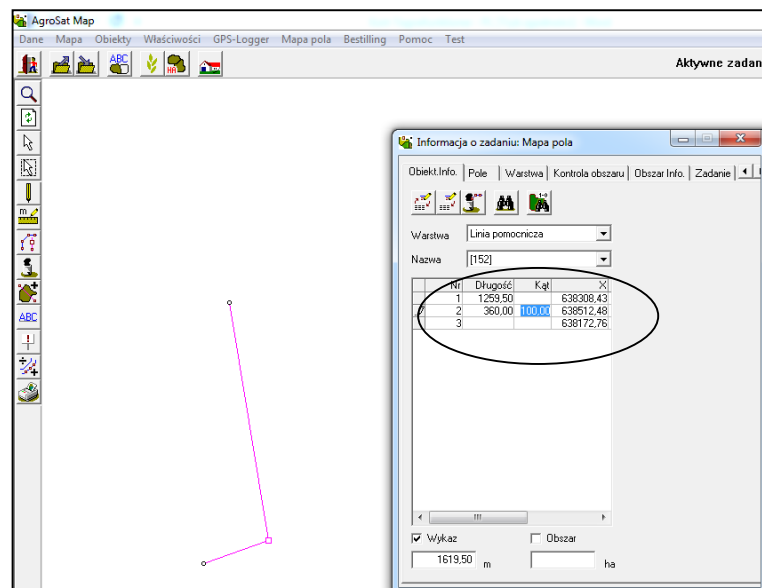 AgroSat Map
Dane Mapa Obiekty Właściwości GPS-Logger Mapa pola Bestilling Pomoc Test
ABC HA Aktywne zadan
Informacja o zadaniu: Mapa pola
Obiekt.Info. Pole Warstwa Kontrola obszaru Obszar Info. Zadanie
m
Warstwa Linia pomocnicza
Nazwa [152]
ABC
Nr Długość Kąt X
1 1259,50 638308,43
2 360,00 100,00 638512,48
3 638172,76
Wykaz Obszar
1619,50 m ha